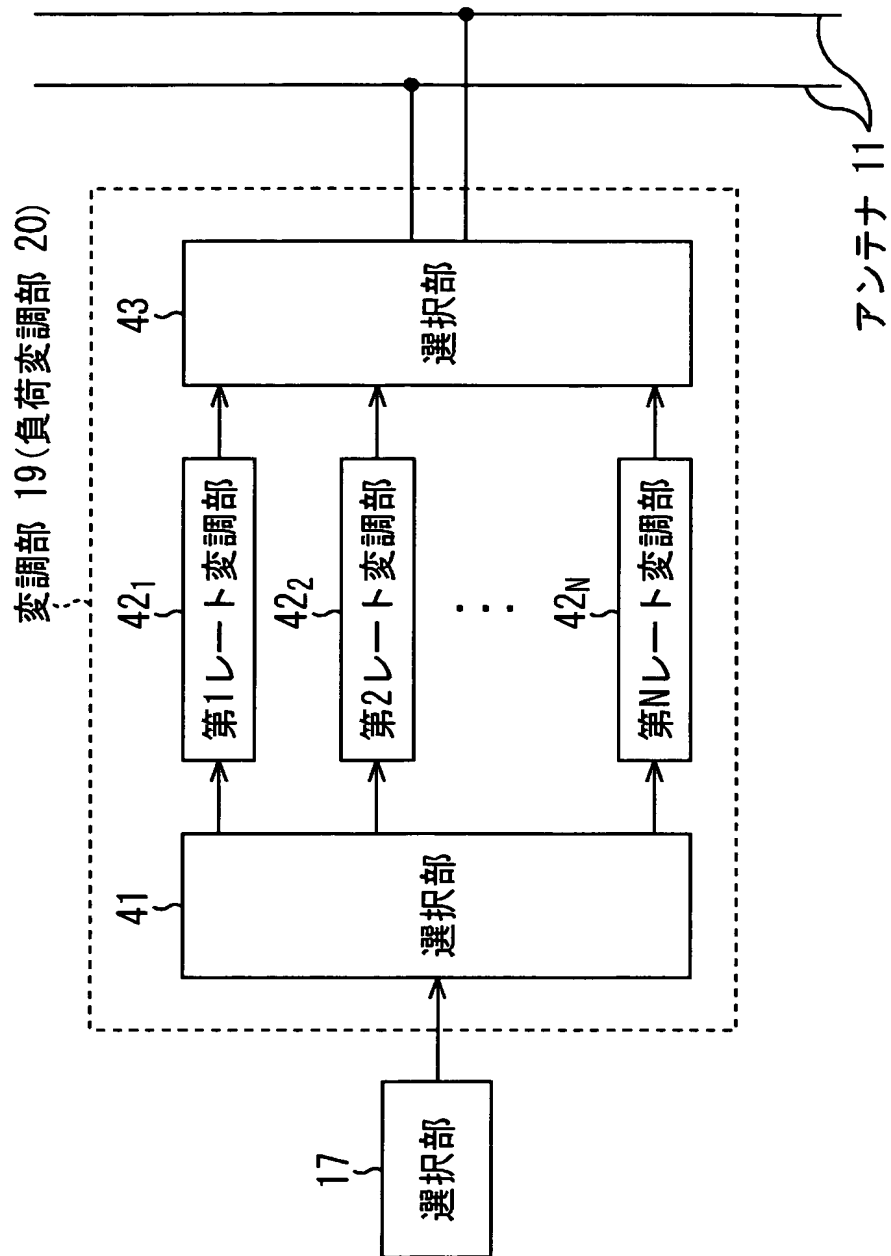 変調部 19(負荷変調部 20)
17
選択部
41
選択部
42₁
第1レート変調部
42₂
第2レート変調部
・・・
42N
第Nレート変調部
43
選択部
アンテナ 11